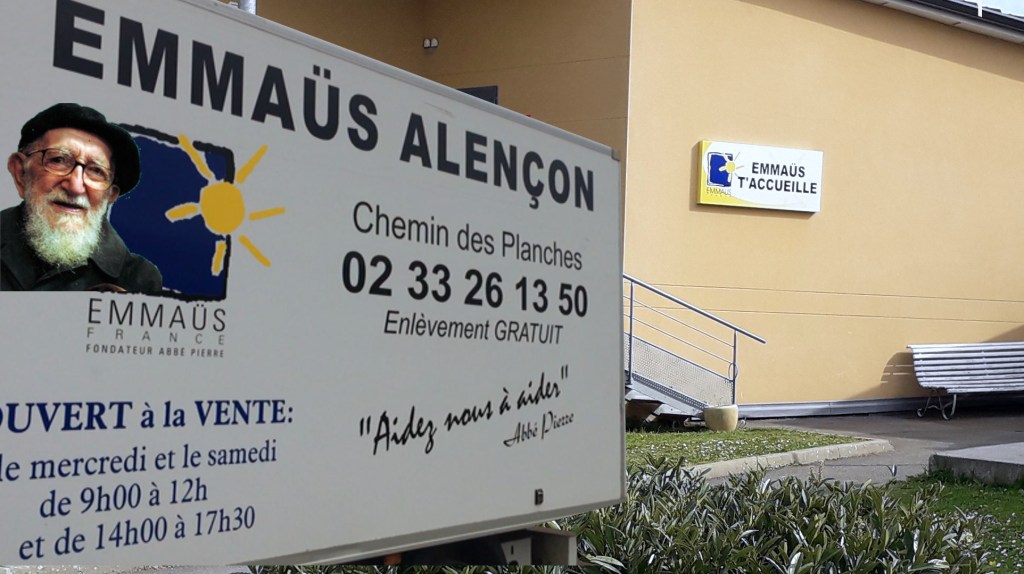 EMMAÜS ALENÇON
Chemin des Planches
02 33 26 13 50
Enlèvement GRATUIT
"Aidez nous à aider"
Abbé Pierre
EMMAÜS
FRANCE
FONDATEUR ABBÉ PIERRE
OUVERT à la VENTE:
le mercredi et le samedi
de 9h00 à 12h
et de 14h00 à 17h30
EMMAÜS
T'ACCUEILLE
EMMAÜS